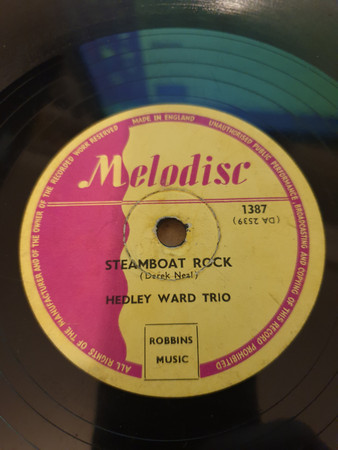 ALL RIGHTS OF THE MANUFACTURER AND OF THE OWNER OF THE RECORDED WORK RESERVED
MADE IN ENGLAND
UNAUTHORISED PUBLIC PERFORMANCE BROADCASTING AND COPYING OF THIS RECORD PROHIBITED
Melodisc
1387
(DA 2539)
STEAMBOAT ROCK
(Derek Neal)
HEDLEY WARD TRIO
ROBBINS
MUSIC